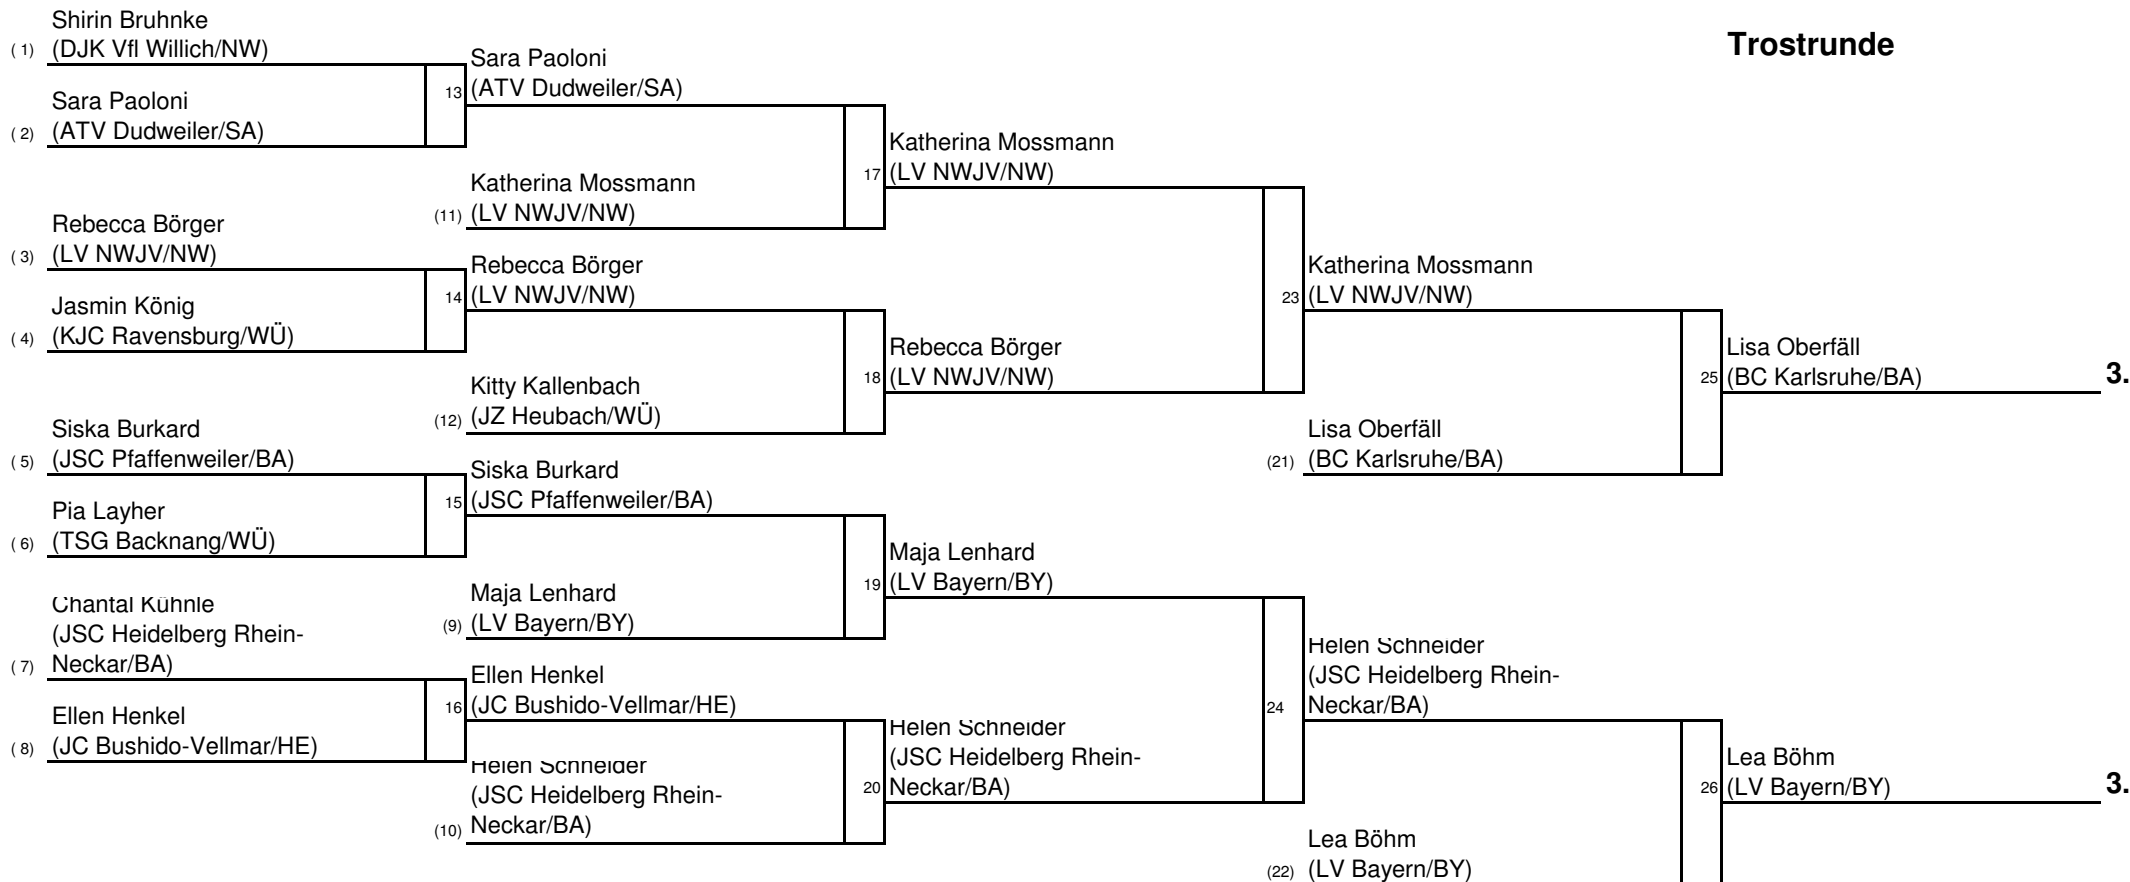 Trostrunde
Shirin Bruhnke
(1) (DJK Vfl Willich/NW)
Sara Paoloni
(2) (ATV Dudweiler/SA)
Rebecca Börger
(3) (LV NWJV/NW)
Jasmin König
(4) (KJC Ravensburg/WÜ)
Siska Burkard
(5) (JSC Pfaffenweiler/BA)
Pia Layher
(6) (TSG Backnang/WÜ)
Chantal Kühnle
(JSC Heidelberg Rhein-
(7) Neckar/BA)
Ellen Henkel
(8) (JC Bushido-Vellmar/HE)
Sara Paoloni
13 (ATV Dudweiler/SA)
Katherina Mossmann
(11) (LV NWJV/NW)
Rebecca Börger
14 (LV NWJV/NW)
Kitty Kallenbach
(12) (JZ Heubach/WÜ)
Siska Burkard
15 (JSC Pfaffenweiler/BA)
Maja Lenhard
(9) (LV Bayern/BY)
Ellen Henkel
16 (JC Bushido-Vellmar/HE)
Helen Schneider
(JSC Heidelberg Rhein-
(10) Neckar/BA)
Katherina Mossmann
17 (LV NWJV/NW)
Rebecca Börger
18 (LV NWJV/NW)
Maja Lenhard
19 (LV Bayern/BY)
Helen Schneider
(JSC Heidelberg Rhein-
20 Neckar/BA)
Katherina Mossmann
23 (LV NWJV/NW)
Lisa Oberfäll
(21) (BC Karlsruhe/BA)
Helen Schneider
(JSC Heidelberg Rhein-
24 Neckar/BA)
Lea Böhm
(22) (LV Bayern/BY)
Lisa Oberfäll
25 (BC Karlsruhe/BA) 3.
Lea Böhm
26 (LV Bayern/BY) 3.